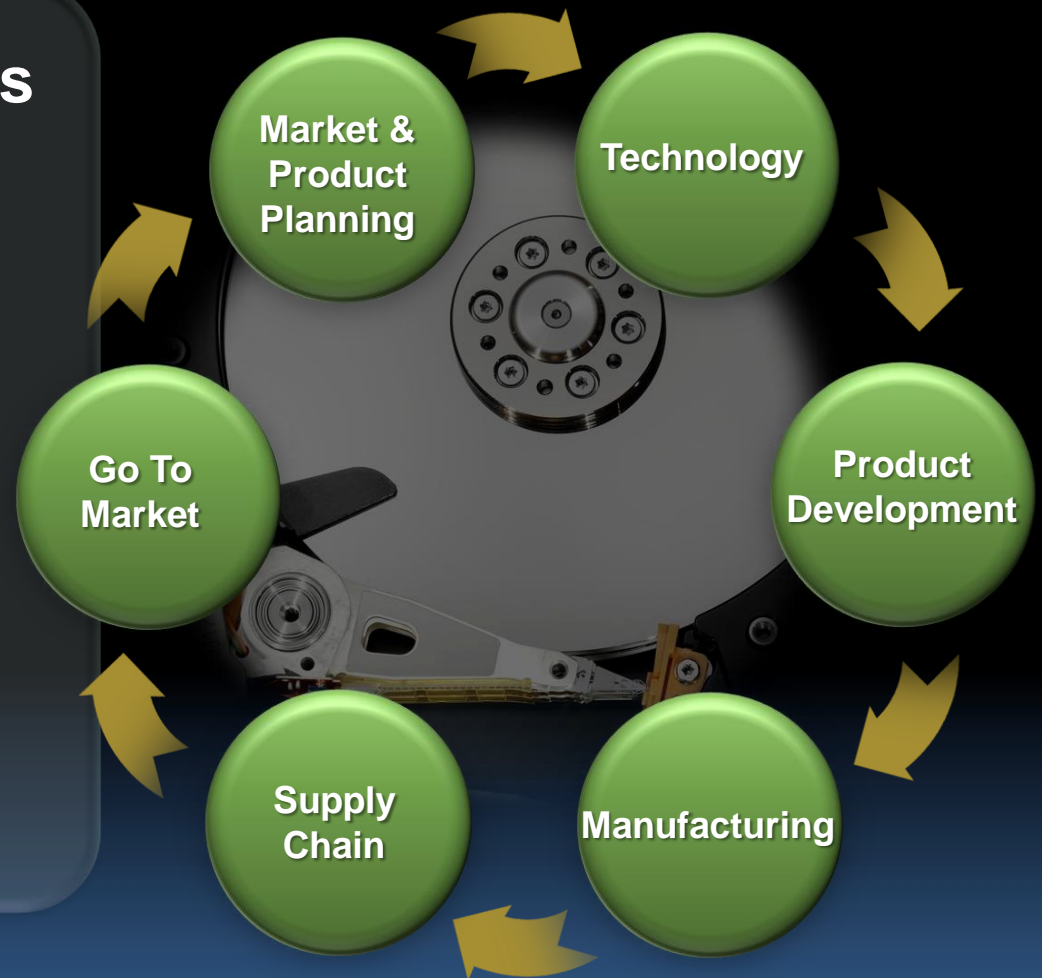 s
Market &
Product
Planning
Technology
Product
Development
Manufacturing
Supply
Chain
Go To
Market